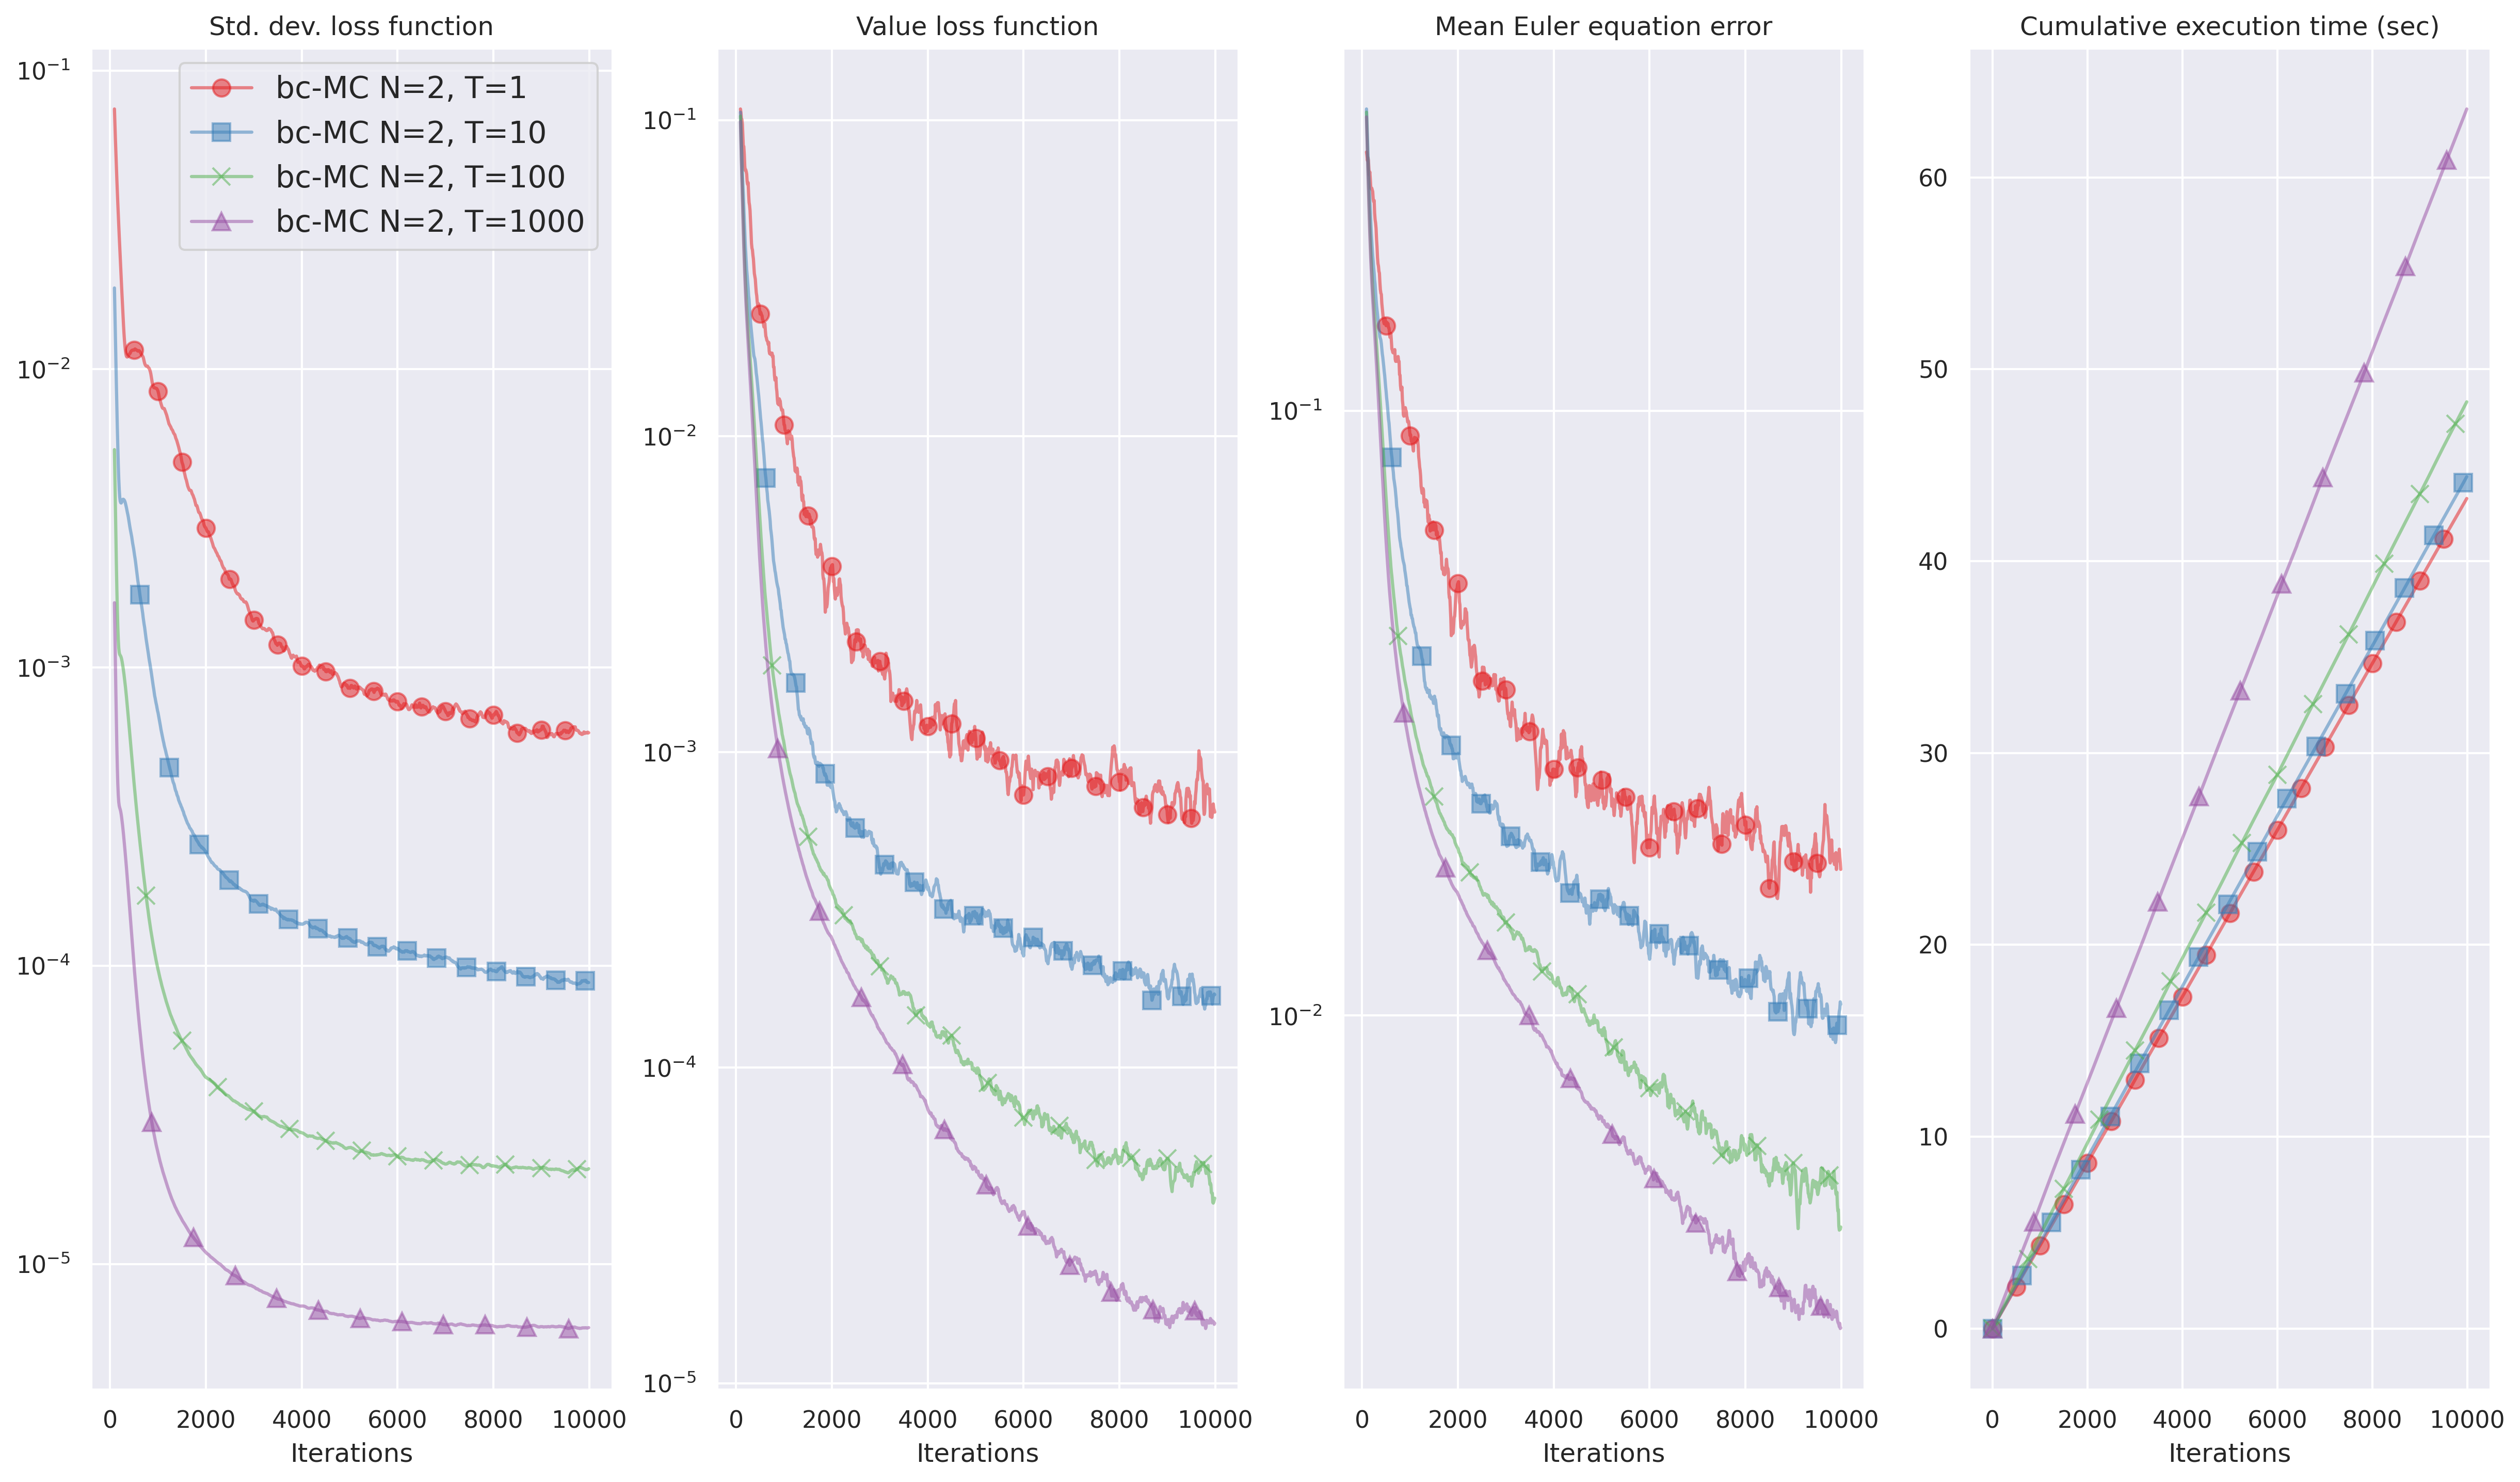 Std. dev. loss function
10⁻¹
10⁻²
10⁻³
10⁻⁴
10⁻⁵
bc-MC N=2, T=1
bc-MC N=2, T=10
bc-MC N=2, T=100
bc-MC N=2, T=1000
0 2000 4000 6000 8000 10000
Iterations
Value loss function
10⁻¹
10⁻²
10⁻³
10⁻⁴
10⁻⁵
0 2000 4000 6000 8000 10000
Iterations
Mean Euler equation error
10⁻¹
10⁻²
0 2000 4000 6000 8000 10000
Iterations
Cumulative execution time (sec)
60
50
40
30
20
10
0
0 2000 4000 6000 8000 10000
Iterations